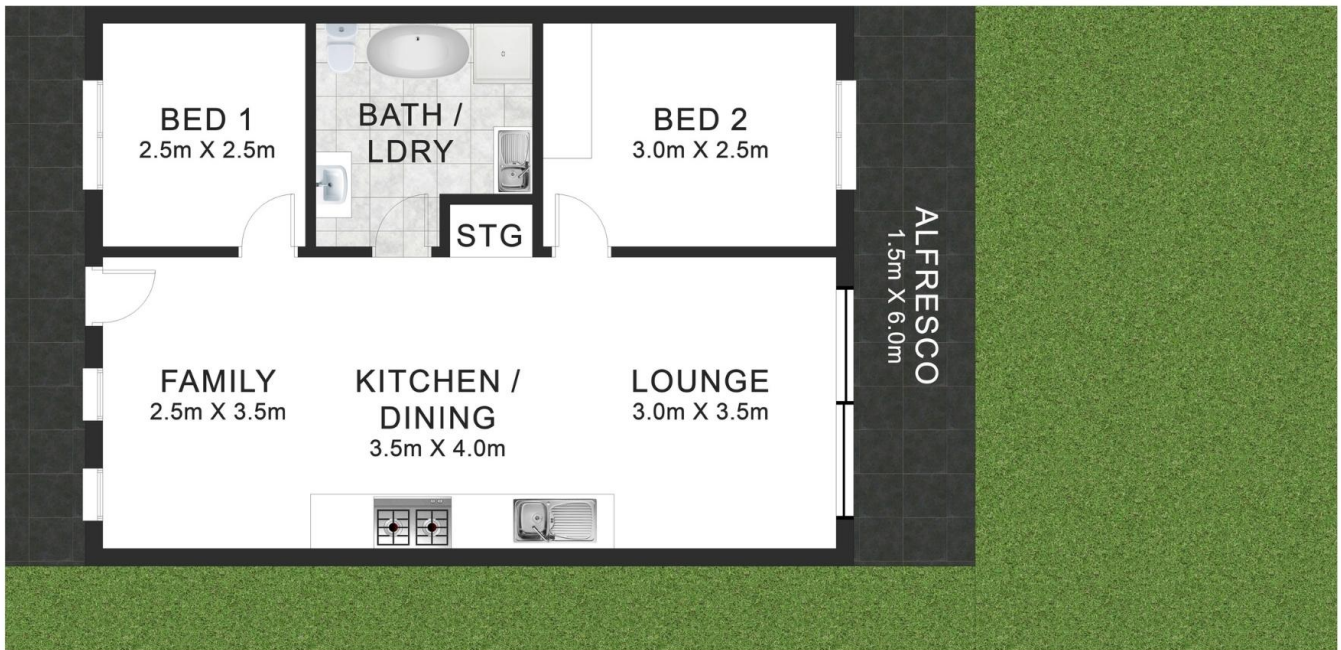 BED 1
2.5m X 2.5m
BATH /
LDRY
BED 2
3.0m X 2.5m
STG
ALFRESCO
1.5m X 6.0m
FAMILY
2.5m X 3.5m
KITCHEN /
DINING
3.5m X 4.0m
LOUNGE
3.0m X 3.5m